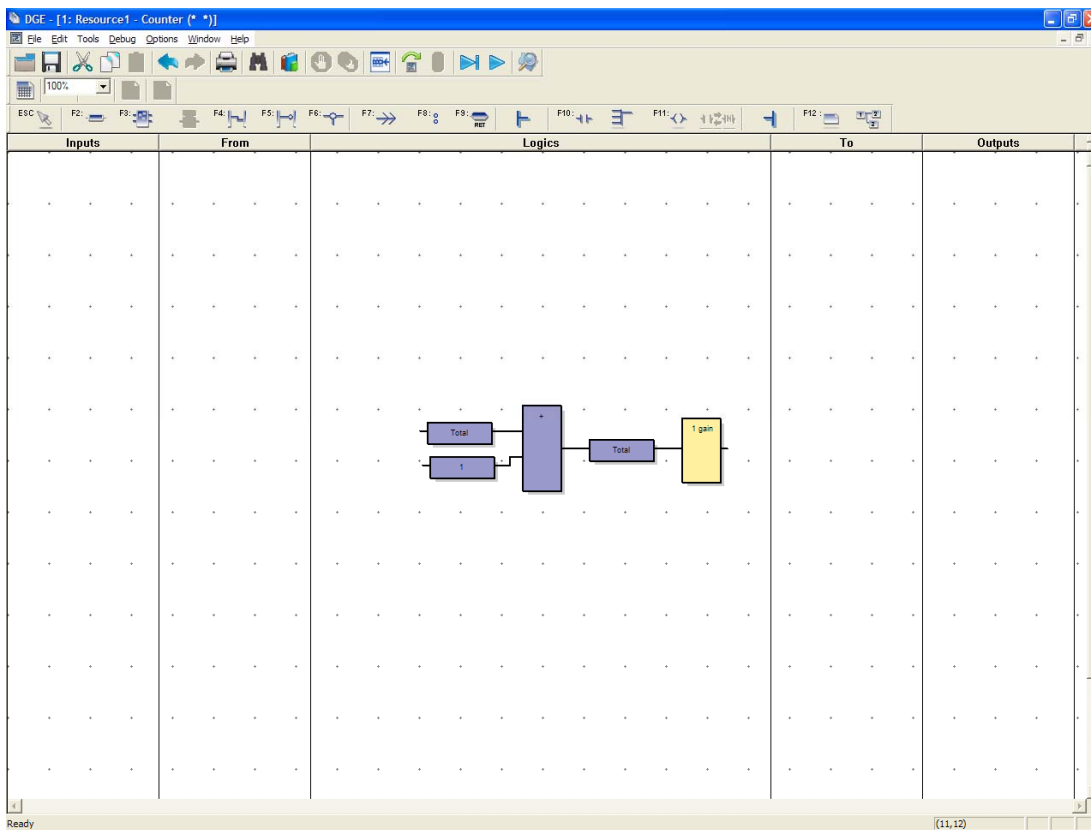 DGE - [1: Resource1 - Counter (* *)]
File Edit Tools Debug Options Window Help
100%
ESC F2: F3: F4: F5: F6: F7: F8: F9: RET F10: F11: F12:
Inputs From Logics To Outputs
+
Total
1 gain
Total
1
Ready (11,12)